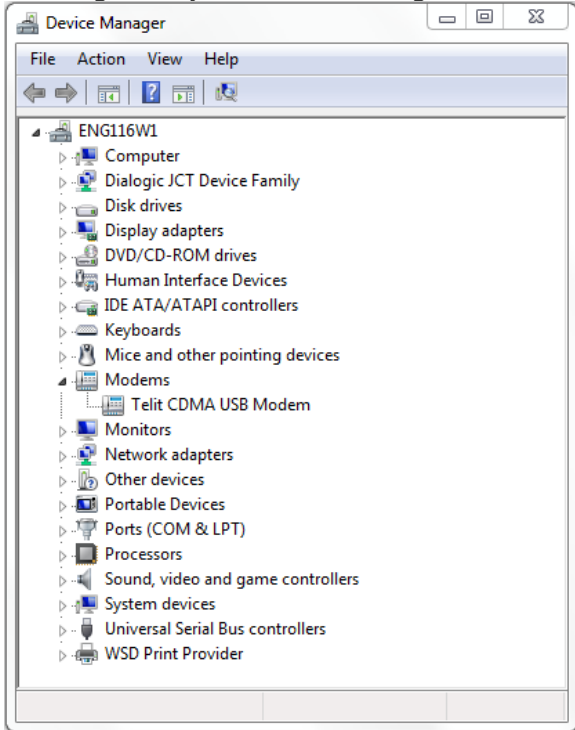 Device Manager
File Action View Help
ENG116W1
Computer
Dialogic JCT Device Family
Disk drives
Display adapters
DVD/CD-ROM drives
Human Interface Devices
IDE ATA/ATAPI controllers
Keyboards
Mice and other pointing devices
Modems
Telit CDMA USB Modem
Monitors
Network adapters
Other devices
Portable Devices
Ports (COM & LPT)
Processors
Sound, video and game controllers
System devices
Universal Serial Bus controllers
WSD Print Provider